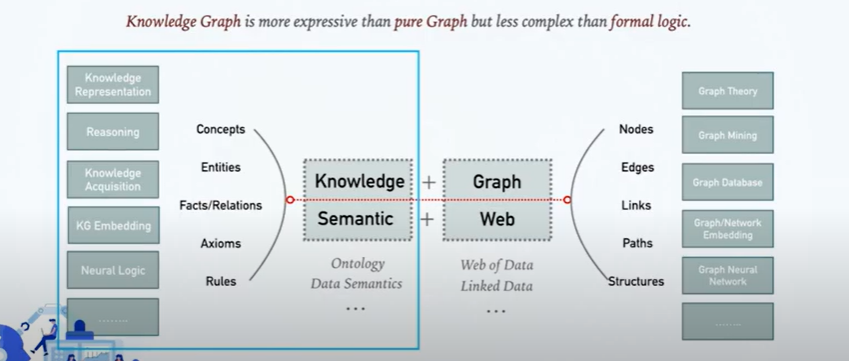 Knowledge Graph is more expressive than pure Graph but less complex than formal logic.
Knowledge
Representation
Reasoning
Knowledge
Acquisition
KG Embedding
Neural Logic
........
Concepts
Entities
Facts/Relations
Axioms
Rules
Knowledge + Graph
Semantic + Web
Ontology
Data Semantics
...
Web of Data
Linked Data
...
Nodes
Edges
Links
Paths
Structures
Graph Theory
Graph Mining
Graph Database
Graph/Network
Embedding
Graph Neural
Network
........